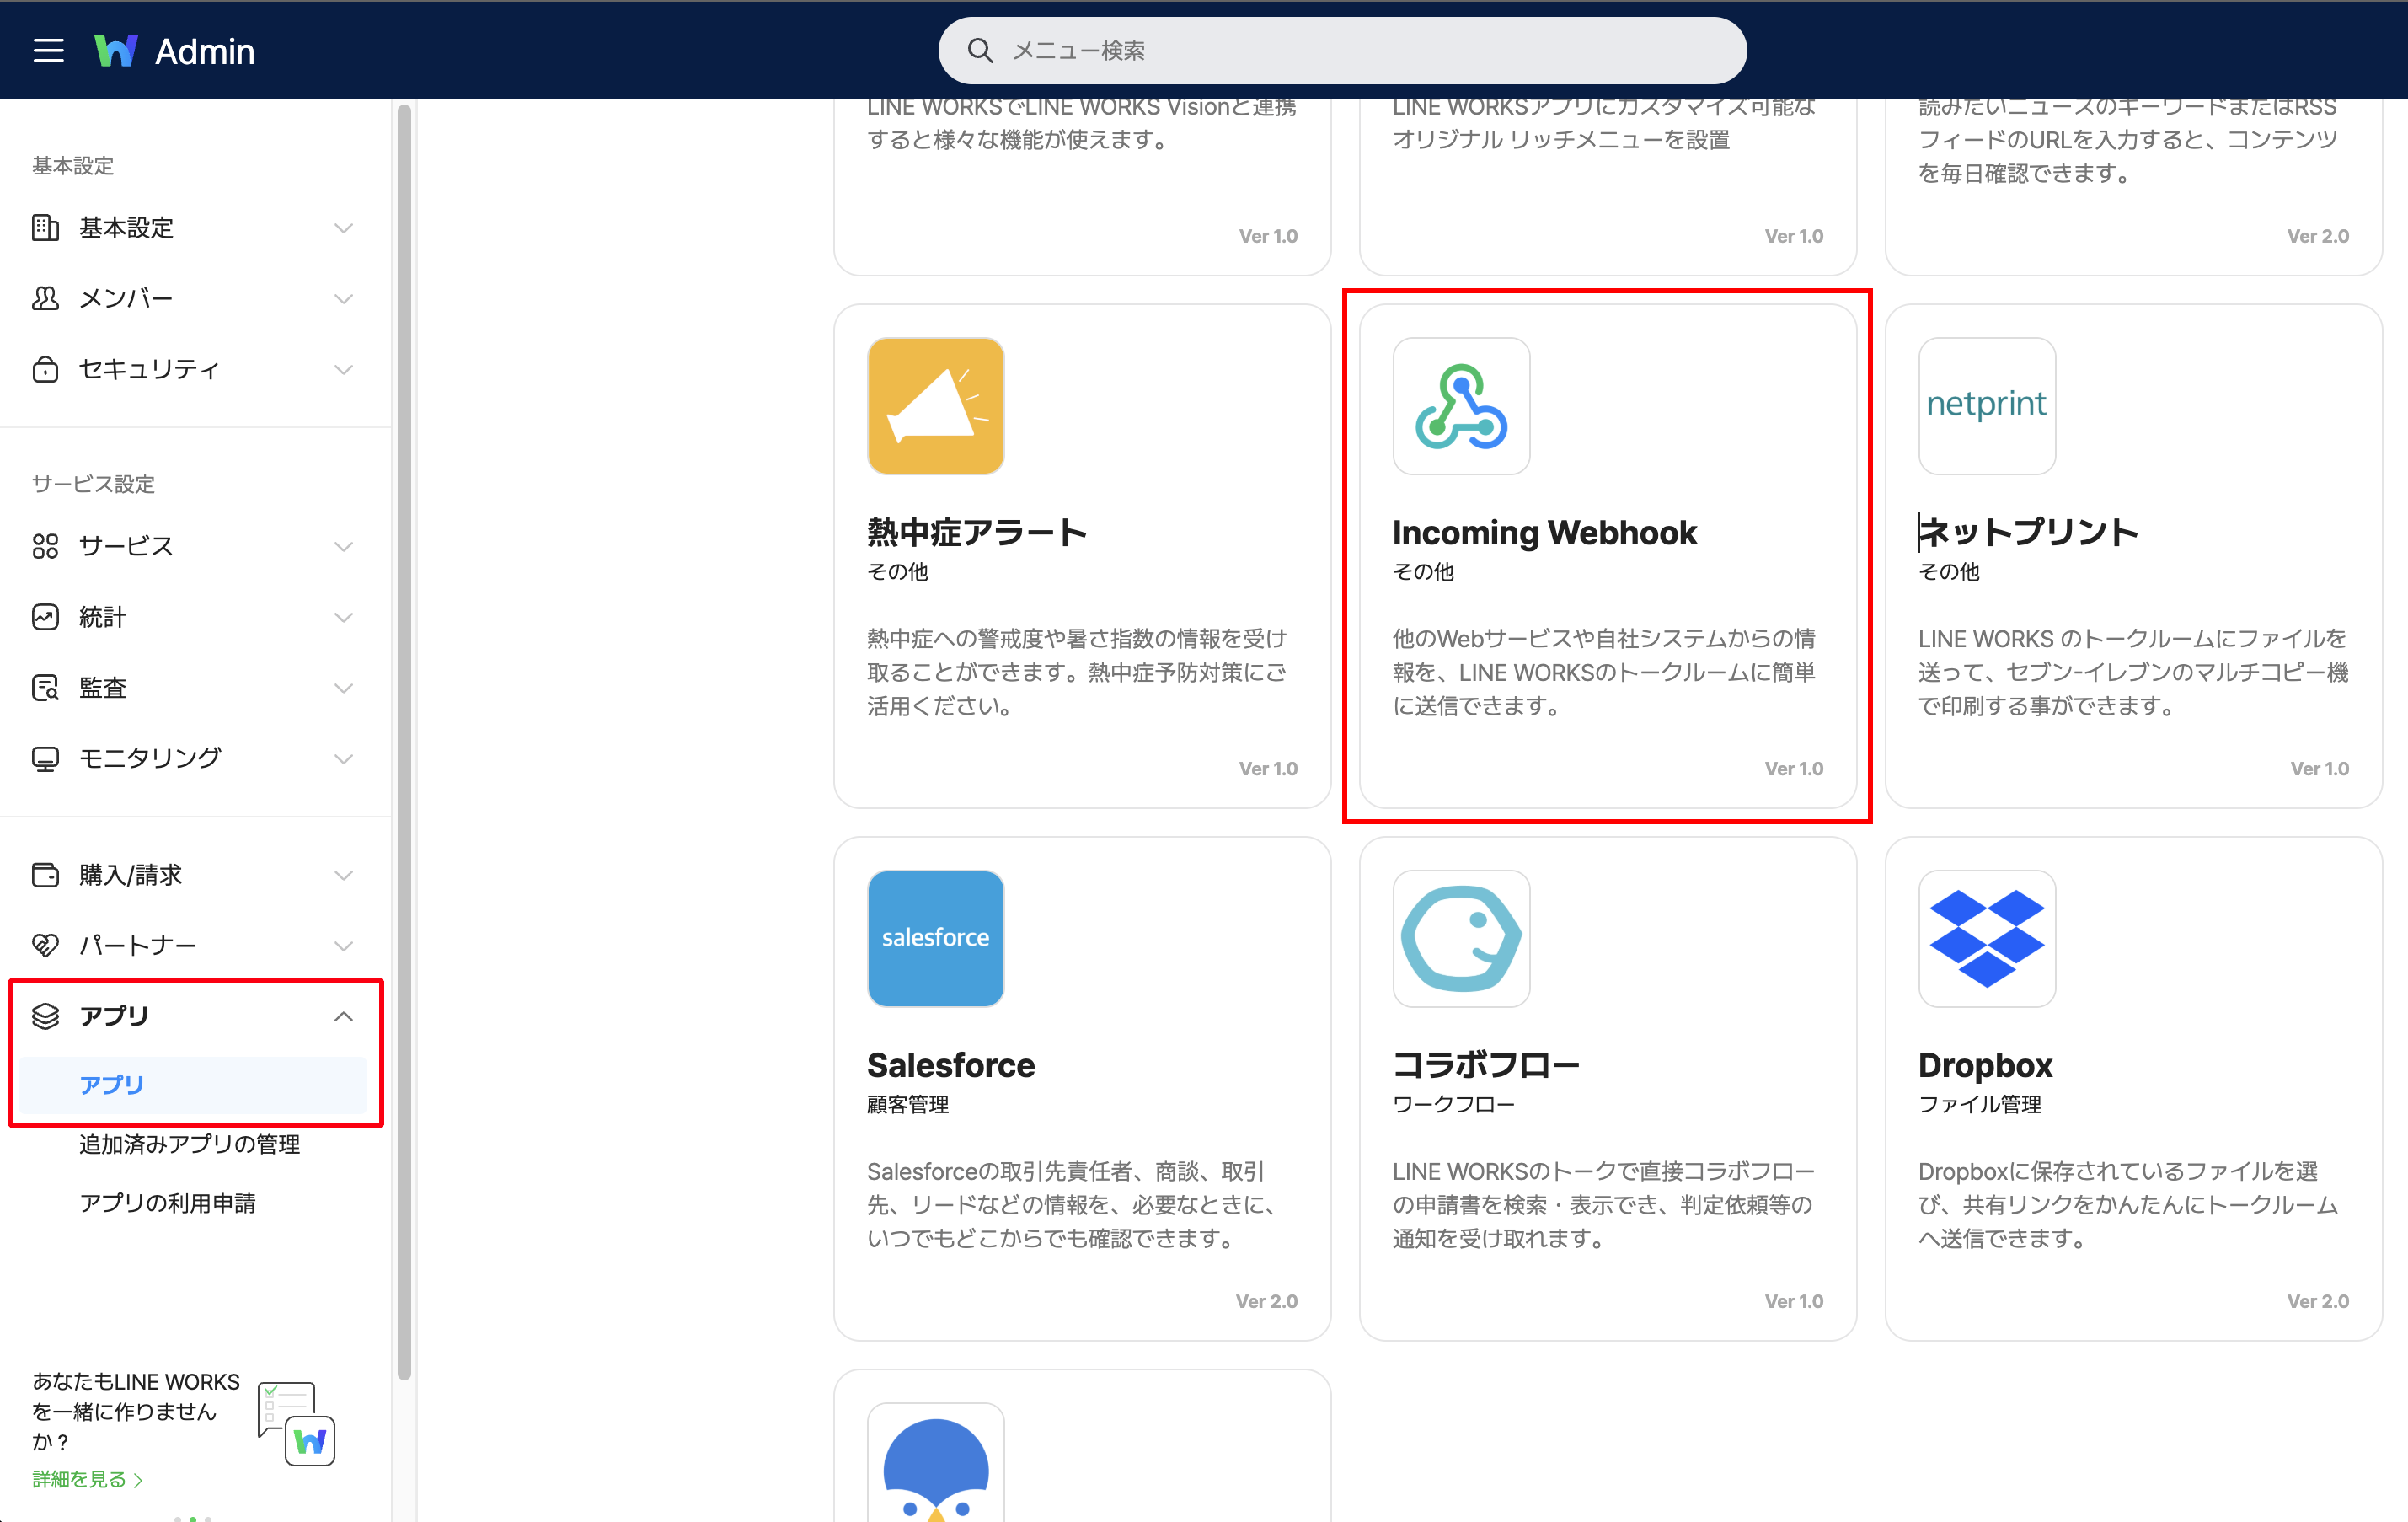 Admin
メニュー検索
基本設定
基本設定
メンバー
セキュリティ
サービス設定
サービス
統計
監査
モニタリング
購入/請求
パートナー
アプリ
アプリ
追加済みアプリの管理
アプリの利用申請
あなたもLINE WORKS
を一緒に作りません
か？
詳細を見る
LINE WORKSでLINE WORKS Visionと連携
すると様々な機能が使えます。
Ver 1.0
LINE WORKSアプリにカスタマイズ可能な
オリジナル リッチメニューを設置
Ver 1.0
読みたいニュースのキーワードまたはRSS
フィードのURLを入力すると、コンテンツ
を毎日確認できます。
Ver 2.0
熱中症アラート
その他
熱中症への警戒度や暑さ指数の情報を受け
取ることができます。熱中症予防対策にご
活用ください。
Ver 1.0
Incoming Webhook
その他
他のWebサービスや自社システムからの情
報を、LINE WORKSのトークルームに簡単
に送信できます。
Ver 1.0
netprint
ネットプリント
その他
LINE WORKS のトークルームにファイルを
送って、セブン-イレブンのマルチコピー機
で印刷する事ができます。
Ver 1.0
salesforce
Salesforce
顧客管理
Salesforceの取引先責任者、商談、取引
先、リードなどの情報を、必要なときに、
いつでもどこからでも確認できます。
Ver 2.0
コラボフロー
ワークフロー
LINE WORKSのトークで直接コラボフロー
の申請書を検索・表示でき、判定依頼等の
通知を受け取れます。
Ver 1.0
Dropbox
ファイル管理
Dropboxに保存されているファイルを選
び、共有リンクをかんたんにトークルーム
へ送信できます。
Ver 2.0